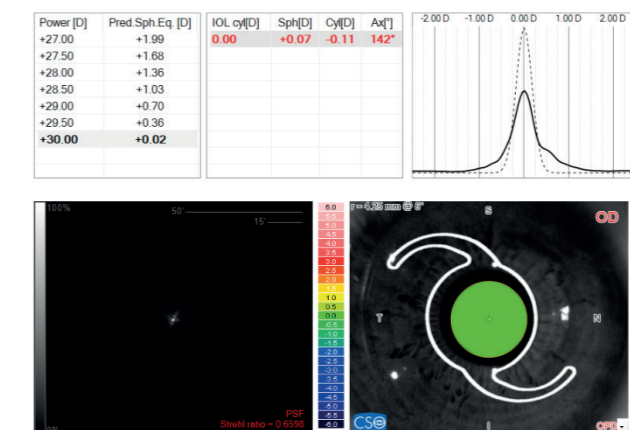 Power [D] Pred.Sph.Eq. [D]
+27.00 +1.99
+27.50 +1.68
+28.00 +1.36
+28.50 +1.03
+29.00 +0.70
+29.50 +0.36
+30.00 +0.02
IOL cyl[D] Sph[D] Cyl[D] Ax[°]
0.00 +0.07 -0.11 142°
-2.00 D -1.00 D 0.00 D 1.00 D 2.00 D
100%
50'
15'
PSF
Strehl ratio = 0.6598
0%
6.0
5.5
5.0
4.5
4.0
3.5
3.0
2.5
2.0
1.5
1.0
0.5
0.0
-0.5
-1.0
-1.5
-2.0
-2.5
-3.0
-3.5
-4.0
-4.5
-5.0
-5.5
-6.0
r = 4.25 mm @ 6°
S
OD
T
N
I
CSO
OPD